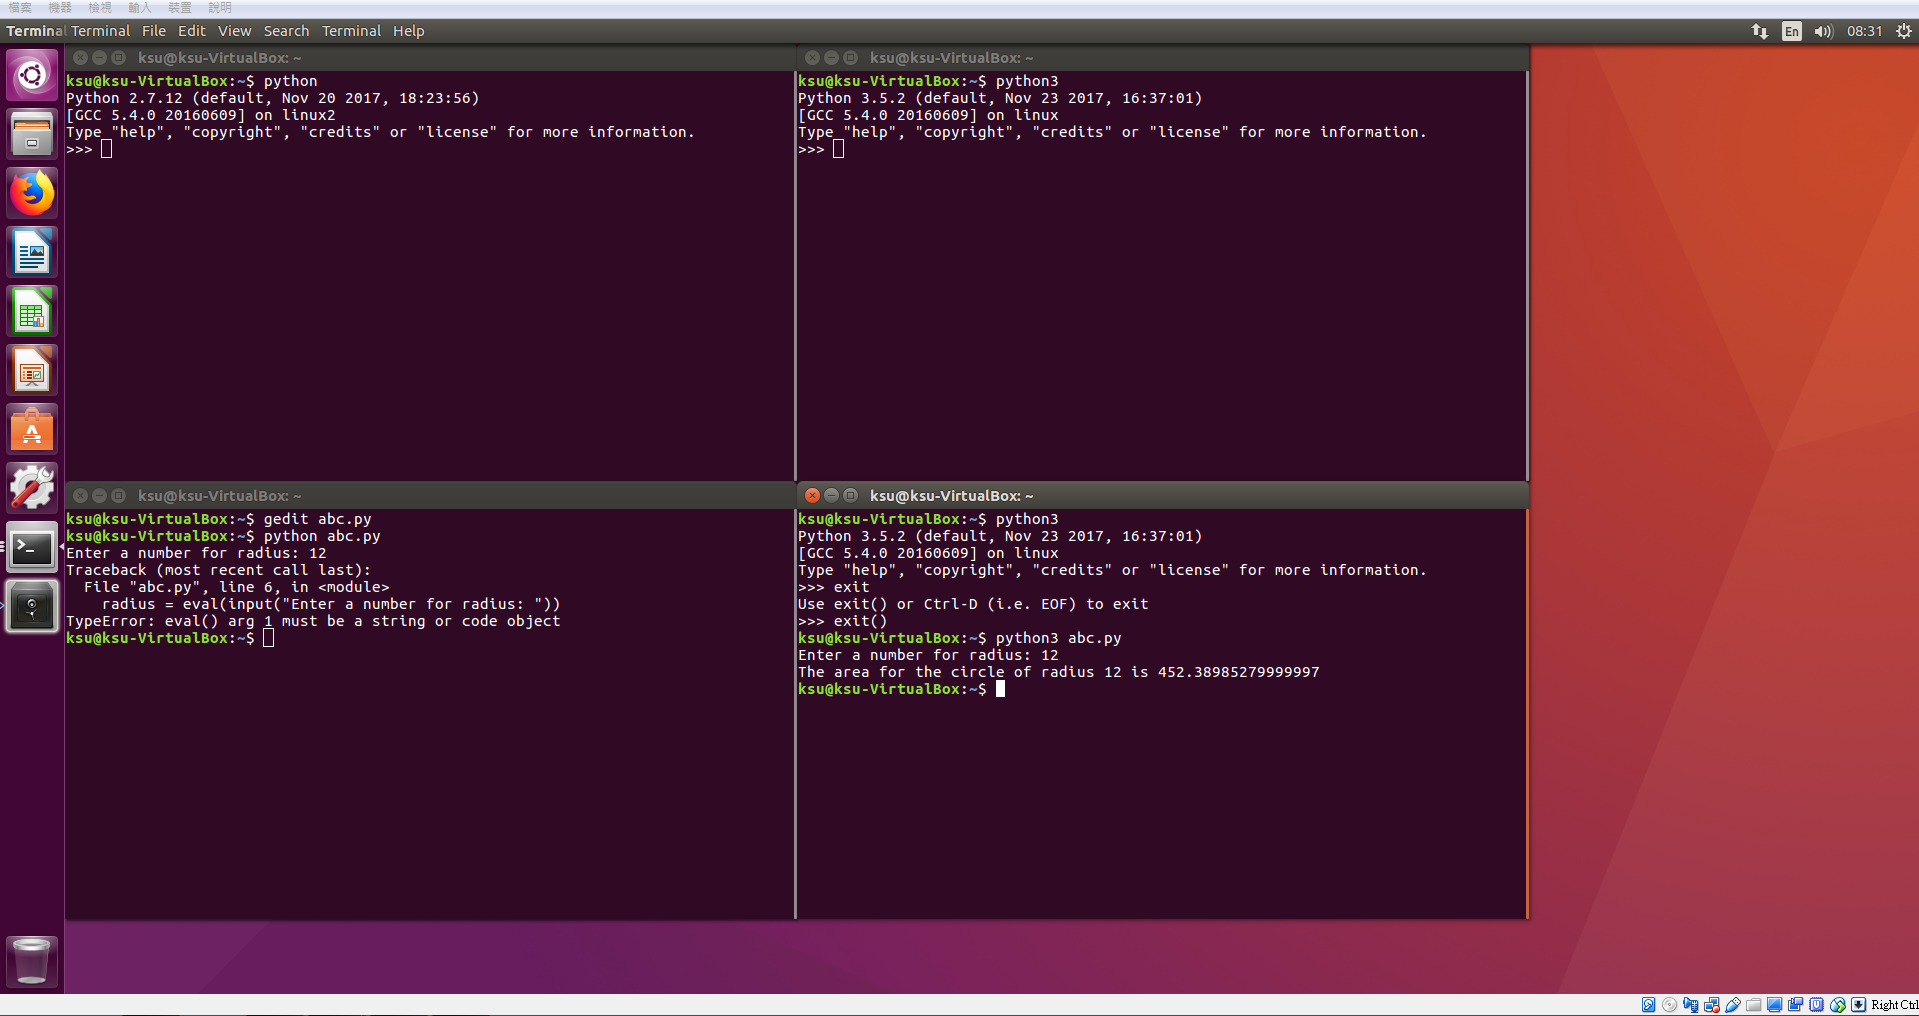 檔案 機器 檢視 輸入 裝置 說明
Terminal Terminal File Edit View Search Terminal Help En 08:31
ksu@ksu-VirtualBox: ~
ksu@ksu-VirtualBox:~$ python
Python 2.7.12 (default, Nov 20 2017, 18:23:56)
[GCC 5.4.0 20160609] on linux2
Type "help", "copyright", "credits" or "license" for more information.
>>>
ksu@ksu-VirtualBox: ~
ksu@ksu-VirtualBox:~$ python3
Python 3.5.2 (default, Nov 23 2017, 16:37:01)
[GCC 5.4.0 20160609] on linux
Type "help", "copyright", "credits" or "license" for more information.
>>>
ksu@ksu-VirtualBox: ~
ksu@ksu-VirtualBox:~$ gedit abc.py
ksu@ksu-VirtualBox:~$ python abc.py
Enter a number for radius: 12
Traceback (most recent call last):
  File "abc.py", line 6, in <module>
    radius = eval(input("Enter a number for radius: "))
TypeError: eval() arg 1 must be a string or code object
ksu@ksu-VirtualBox:~$
ksu@ksu-VirtualBox: ~
ksu@ksu-VirtualBox:~$ python3
Python 3.5.2 (default, Nov 23 2017, 16:37:01)
[GCC 5.4.0 20160609] on linux
Type "help", "copyright", "credits" or "license" for more information.
>>> exit
Use exit() or Ctrl-D (i.e. EOF) to exit
>>> exit()
ksu@ksu-VirtualBox:~$ python3 abc.py
Enter a number for radius: 12
The area for the circle of radius 12 is 452.38985279999997
ksu@ksu-VirtualBox:~$
Right Ctrl